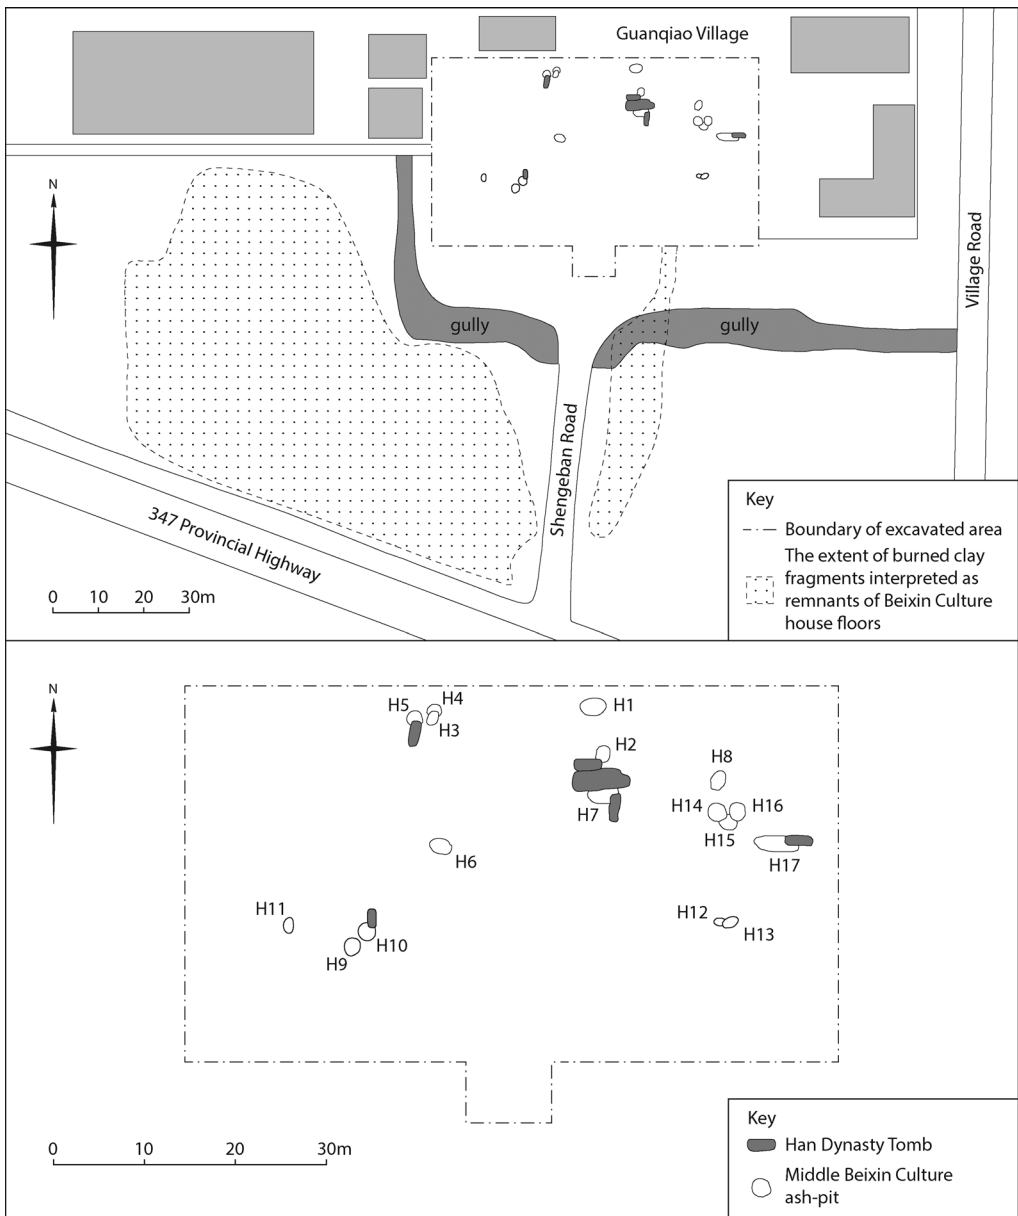 Guanqiao Village
N
gully
gully
Village Road
Shengeban Road
347 Provincial Highway
0 10 20 30m
Key
Boundary of excavated area
The extent of burned clay
fragments interpreted as
remnants of Beixin Culture
house floors
N
H5
H4
H3
H1
H2
H7
H8
H14
H16
H15
H17
H6
H11
H10
H9
H12
H13
0 10 20 30m
Key
Han Dynasty Tomb
Middle Beixin Culture
ash-pit